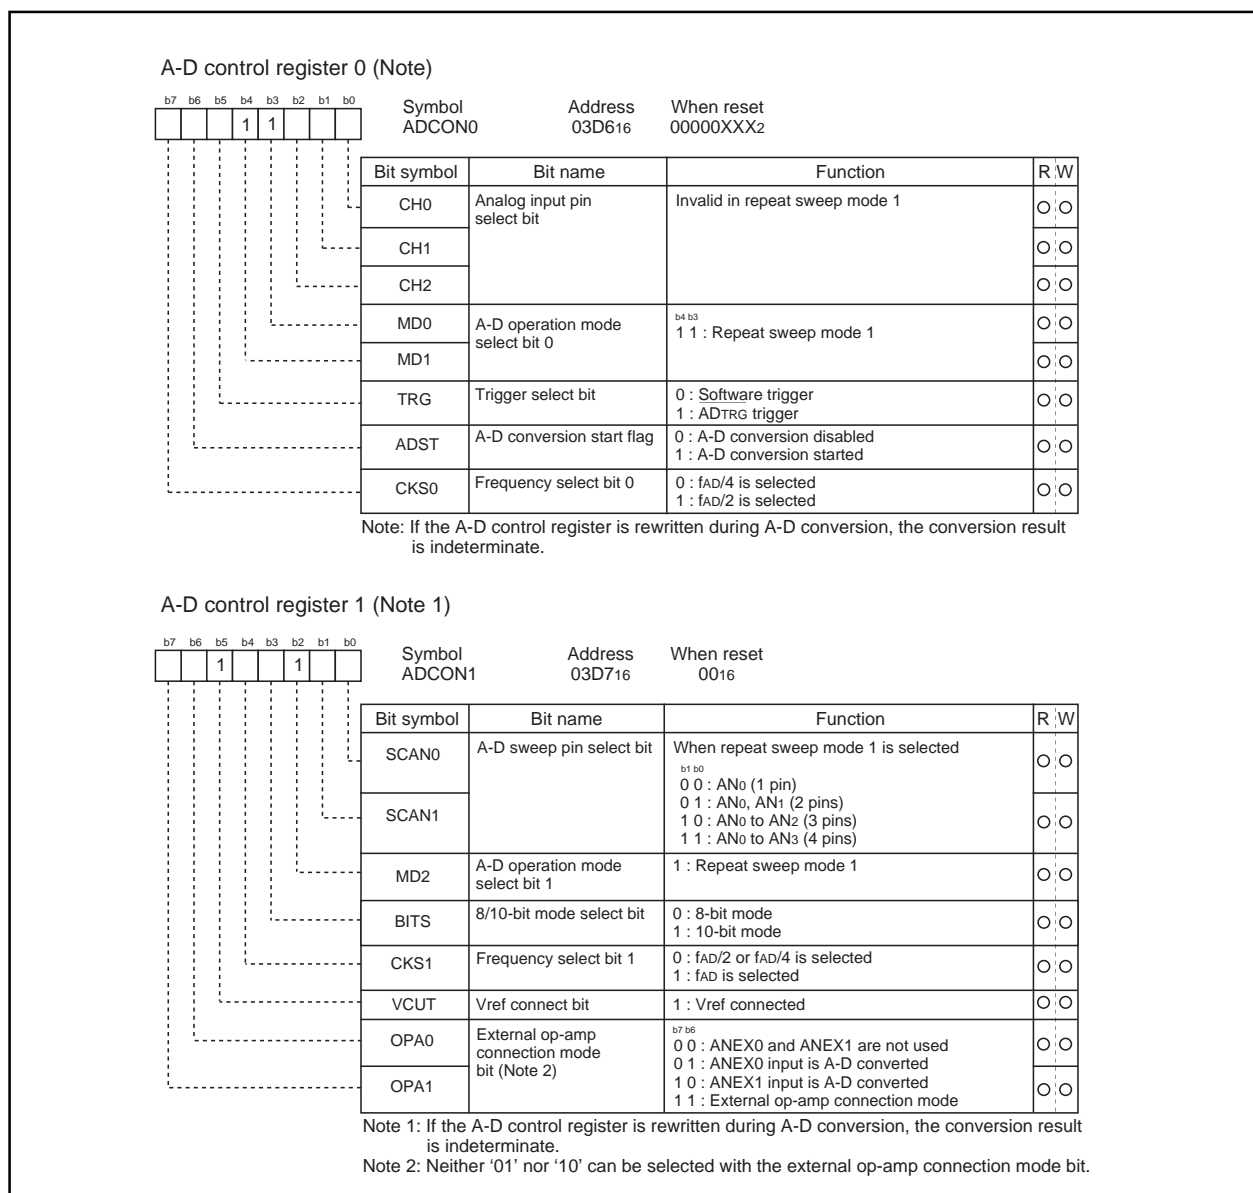 A-D control register 0 (Note)
b7 b6 b5 b4 b3 b2 b1 b0
1 1
Symbol Address When reset
ADCON0 03D616 00000XXX2
Bit symbol Bit name Function R W
CH0 Analog input pin select bit Invalid in repeat sweep mode 1
CH1
CH2
MD0 A-D operation mode select bit 0 b4 b3
1 1 : Repeat sweep mode 1
MD1
TRG Trigger select bit 0 : Software trigger
1 : ADTRG trigger
ADST A-D conversion start flag 0 : A-D conversion disabled
1 : A-D conversion started
CKS0 Frequency select bit 0 0 : fAD/4 is selected
1 : fAD/2 is selected
Note: If the A-D control register is rewritten during A-D conversion, the conversion result
is indeterminate.
A-D control register 1 (Note 1)
b7 b6 b5 b4 b3 b2 b1 b0
1 1
Symbol Address When reset
ADCON1 03D716 0016
Bit symbol Bit name Function R W
SCAN0 A-D sweep pin select bit When repeat sweep mode 1 is selected
b1 b0
0 0 : AN0 (1 pin)
0 1 : AN0, AN1 (2 pins)
SCAN1 1 0 : AN0 to AN2 (3 pins)
1 1 : AN0 to AN3 (4 pins)
MD2 A-D operation mode select bit 1 1 : Repeat sweep mode 1
BITS 8/10-bit mode select bit 0 : 8-bit mode
1 : 10-bit mode
CKS1 Frequency select bit 1 0 : fAD/2 or fAD/4 is selected
1 : fAD is selected
VCUT Vref connect bit 1 : Vref connected
OPA0 External op-amp connection mode bit (Note 2) b7 b6
0 0 : ANEX0 and ANEX1 are not used
0 1 : ANEX0 input is A-D converted
OPA1 1 0 : ANEX1 input is A-D converted
1 1 : External op-amp connection mode
Note 1: If the A-D control register is rewritten during A-D conversion, the conversion result
is indeterminate.
Note 2: Neither ‘01’ nor ‘10’ can be selected with the external op-amp connection mode bit.